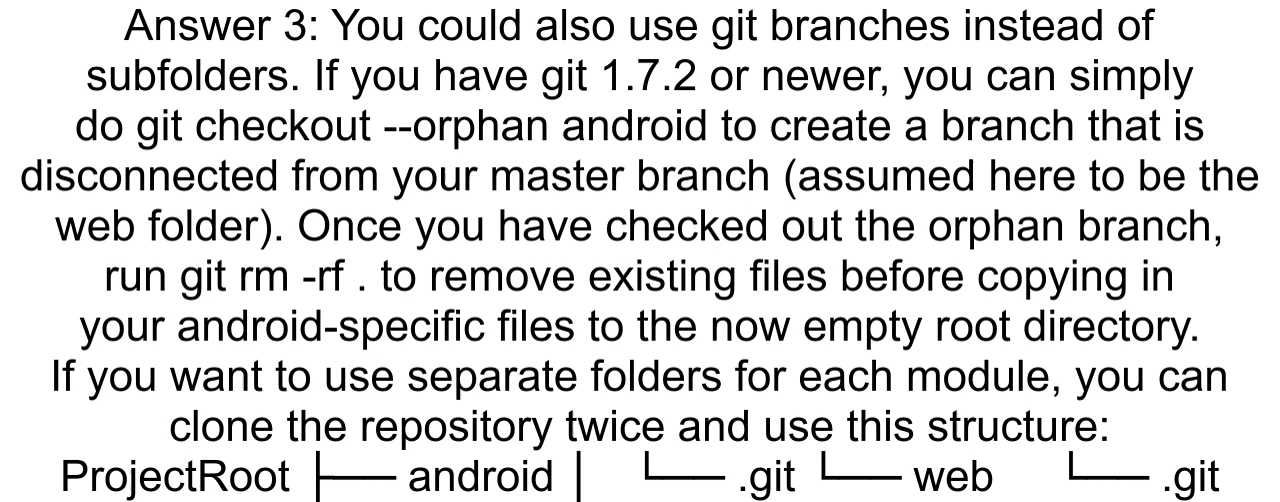 Answer 3: You could also use git branches instead of
subfolders. If you have git 1.7.2 or newer, you can simply
do git checkout --orphan android to create a branch that is
disconnected from your master branch (assumed here to be the
web folder). Once you have checked out the orphan branch,
run git rm -rf . to remove existing files before copying in
your android-specific files to the now empty root directory.
If you want to use separate folders for each module, you can
clone the repository twice and use this structure:
ProjectRoot ├── android │   └── .git └── web    └── .git